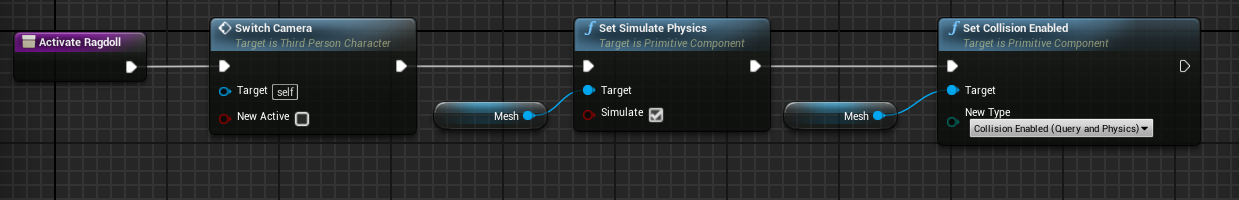 Activate Ragdoll
Switch Camera
Target is Third Person Character
Target self
New Active
Mesh
Set Simulate Physics
Target is Primitive Component
Target
Simulate
Mesh
Set Collision Enabled
Target is Primitive Component
Target
New Type
Collision Enabled (Query and Physics)